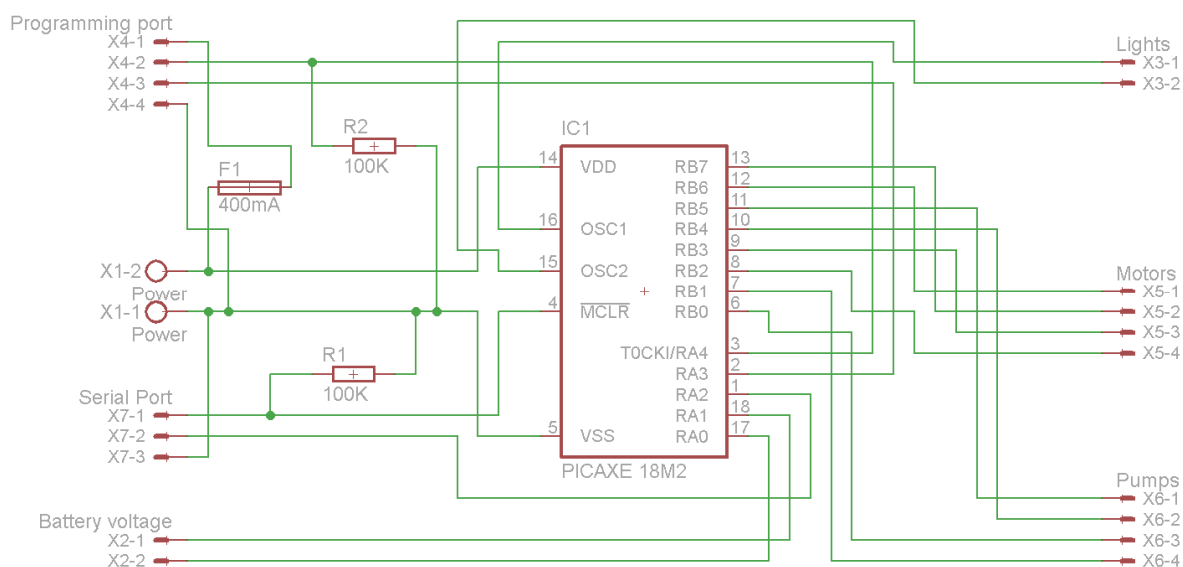 Programming port
X4-1
X4-2
X4-3
X4-4
Lights
X3-1
X3-2
R2
100K
F1
400mA
IC1
14 VDD
16 OSC1
15 OSC2
4 MCLR
5 VSS
RB7 13
RB6 12
RB5 11
RB4 10
RB3 9
RB2 8
RB1 7
RB0 6
T0CKI/RA4 3
RA3 2
RA2 1
RA1 18
RA0 17
PICAXE 18M2
X1-2
Power
X1-1
Power
R1
100K
Motors
X5-1
X5-2
X5-3
X5-4
Serial Port
X7-1
X7-2
X7-3
Battery voltage
X2-1
X2-2
Pumps
X6-1
X6-2
X6-3
X6-4